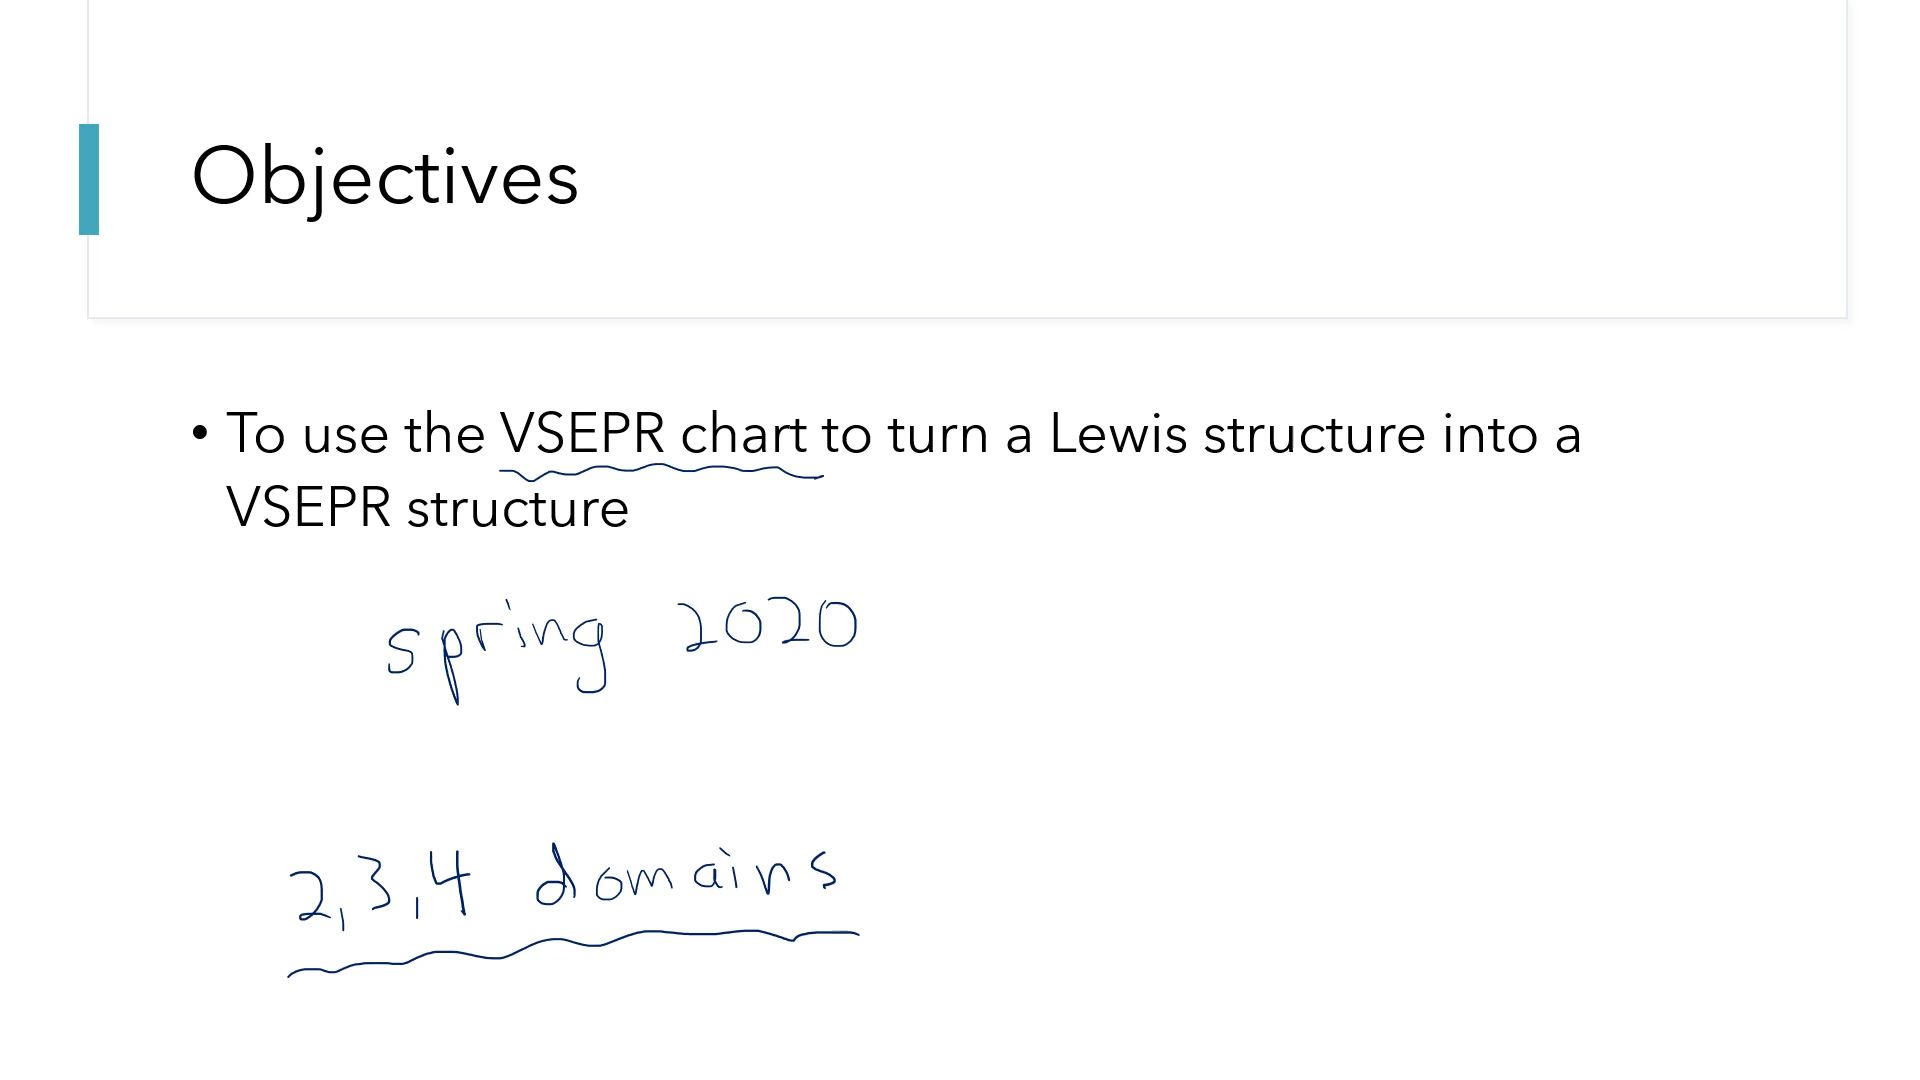 Objectives
• To use the VSEPR chart to turn a Lewis structure into a
VSEPR structure
spring 2020
2,3,4 domains